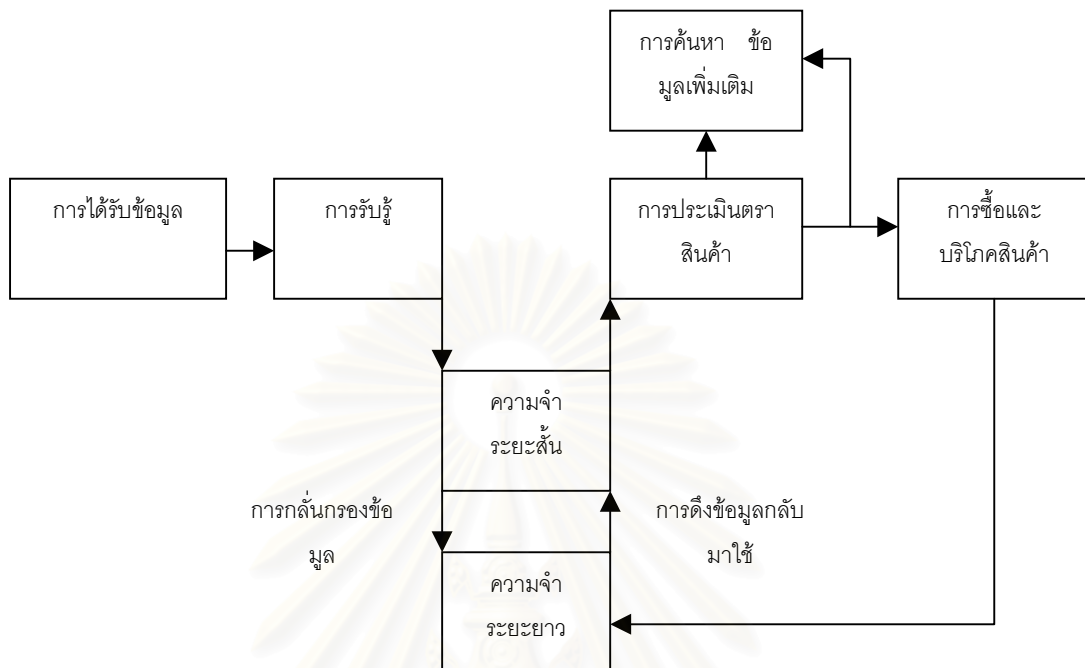 การค้นหา ข้อ
มูลเพิ่มเติม
การได้รับข้อมูล
การรับรู้
การประเมินตรา
สินค้า
การซื้อและ
บริโภคสินค้า
ความจำ
ระยะสั้น
การกลั่นกรองข้อ
มูล
การดึงข้อมูลกลับ
มาใช้
ความจำ
ระยะยาว